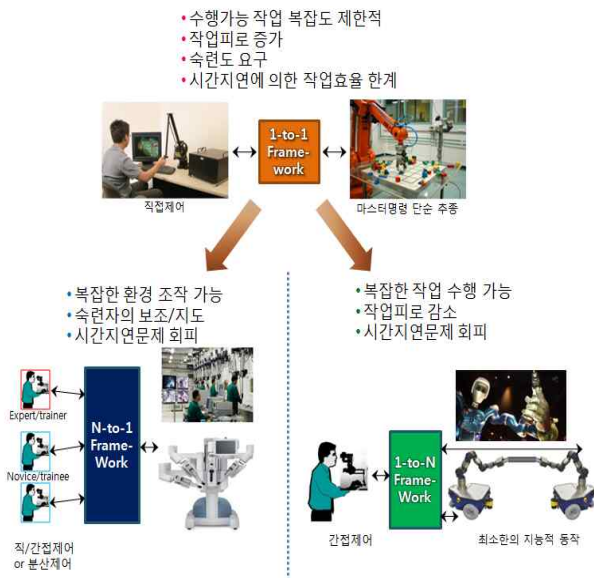 • 수행가능 작업 복잡도 제한적
• 작업피로 증가
• 숙련도 요구
• 시간지연에 의한 작업효율 한계
1-to-1
Frame-
work
직접제어
마스터명령 단순 추종
• 복잡한 환경 조작 가능
• 숙련자의 보조/지도
• 시간지연문제 회피
• 복잡한 작업 수행 가능
• 작업피로 감소
• 시간지연문제 회피
Expert/trainer
N-to-1
Frame-
Work
Novice/trainee
직/간접제어
or 분산제어
1-to-N
Frame-
Work
간접제어
최소한의 지능적 동작